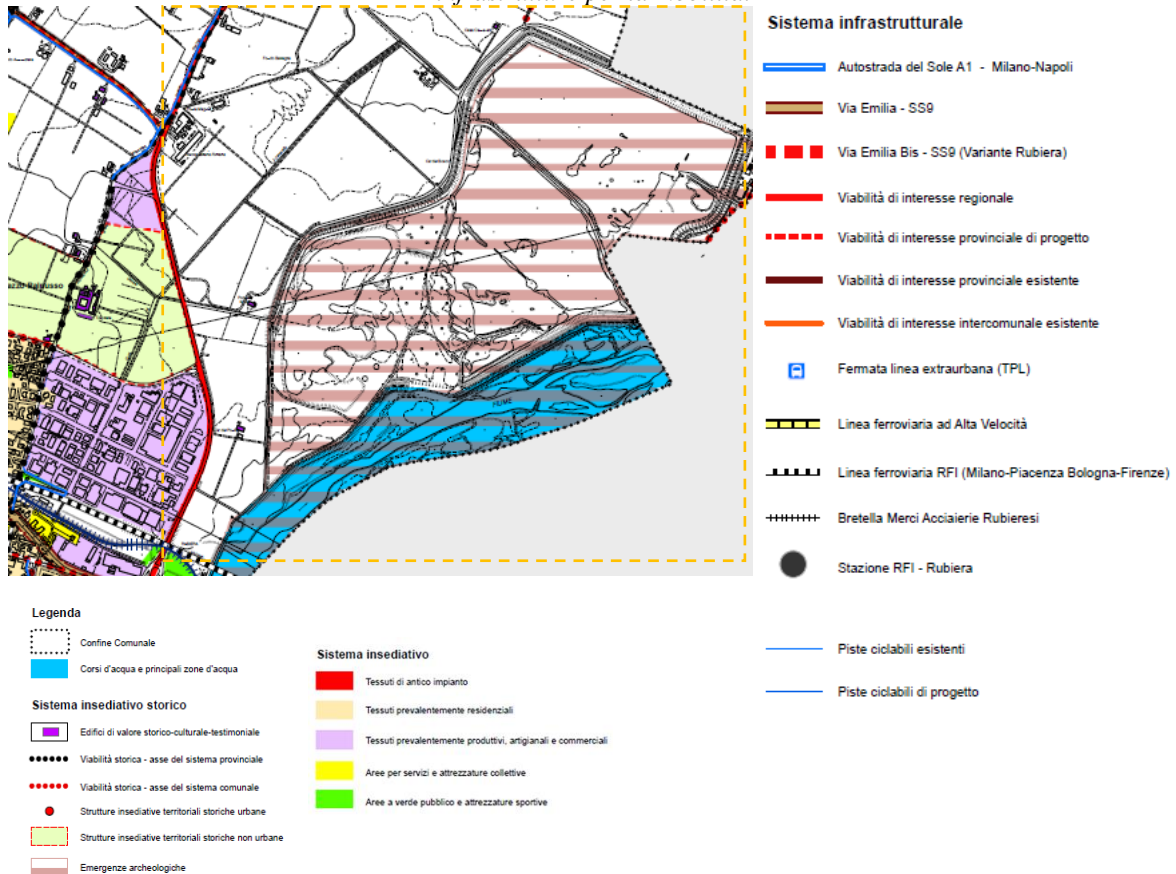 Sistema infrastrutturale
Autostrada del Sole A1 - Milano-Napoli
Via Emilia - SS9
Via Emilia Bis - SS9 (Variante Rubiera)
Viabilità di interesse regionale
Viabilità di interesse provinciale di progetto
Viabilità di interesse provinciale esistente
Viabilità di interesse intercomunale esistente
Fermata linea extraurbana (TPL)
Linea ferroviaria ad Alta Velocità
Linea ferroviaria RFI (Milano-Piacenza Bologna-Firenze)
Bretella Merci Acciaierie Rubieresi
Stazione RFI - Rubiera
Piste ciclabili esistenti
Piste ciclabili di progetto
FIUME
Legenda
Confine Comunale
Corsi d'acqua e principali zone d'acqua
Sistema insediativo storico
Edifici di valore storico-culturale-testimoniale
Viabilità storica - asse del sistema provinciale
Viabilità storica - asse del sistema comunale
Strutture insediative territoriali storiche urbane
Strutture insediative territoriali storiche non urbane
Emergenze archeologiche
Sistema insediativo
Tessuti di antico impianto
Tessuti prevalentemente residenziali
Tessuti prevalentemente produttivi, artigianali e commerciali
Aree per servizi e attrezzature collettive
Aree a verde pubblico e attrezzature sportive